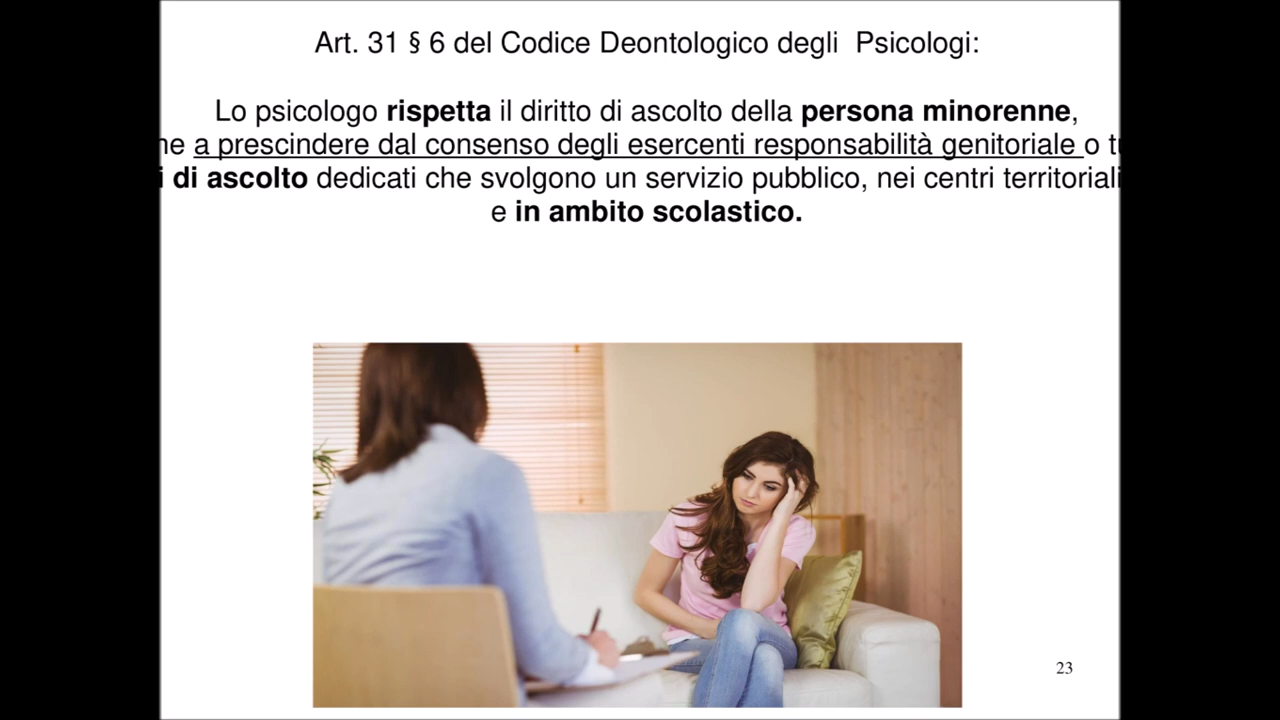 Art. 31 § 6 del Codice Deontologico degli Psicologi:
Lo psicologo rispetta il diritto di ascolto della persona minorenne,
a prescindere dal consenso degli esercenti responsabilità genitoriale o
di ascolto dedicati che svolgono un servizio pubblico, nei centri territoriali
e in ambito scolastico.
23